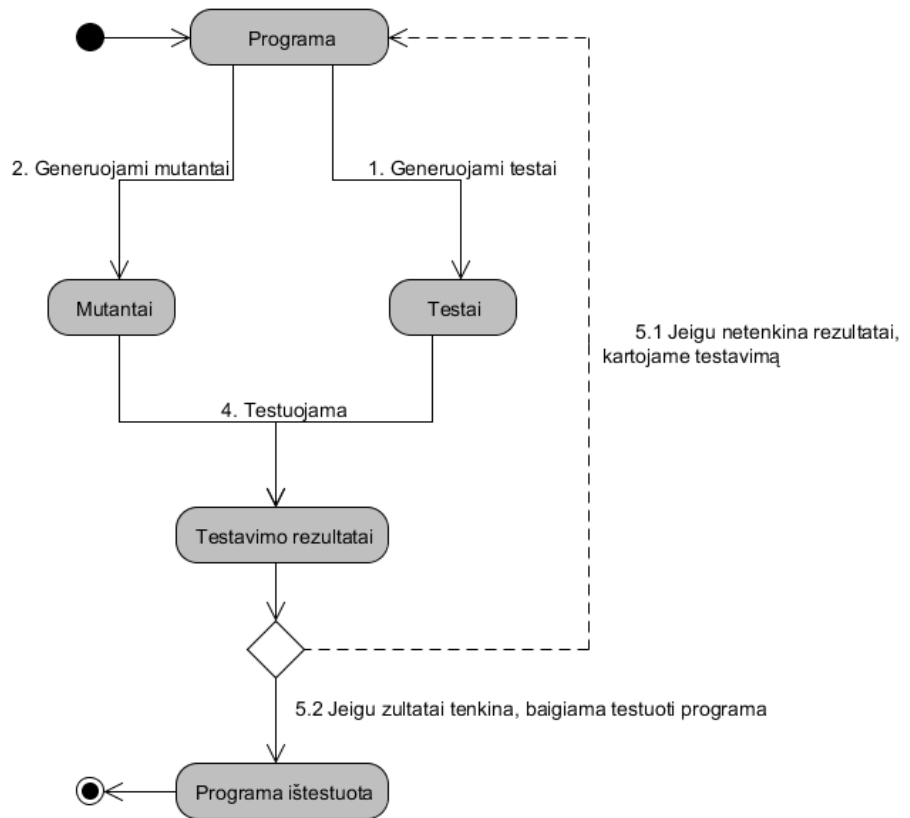 Programa
2. Generuojami mutantai
1. Generuojami testai
Mutantai
Testai
5.1 Jeigu netenkina rezultatai,
kartojame testavimą
4. Testuojama
Testavimo rezultatai
5.2 Jeigu zultatai tenkina, baigiama testuoti programa
Programa ištestuota